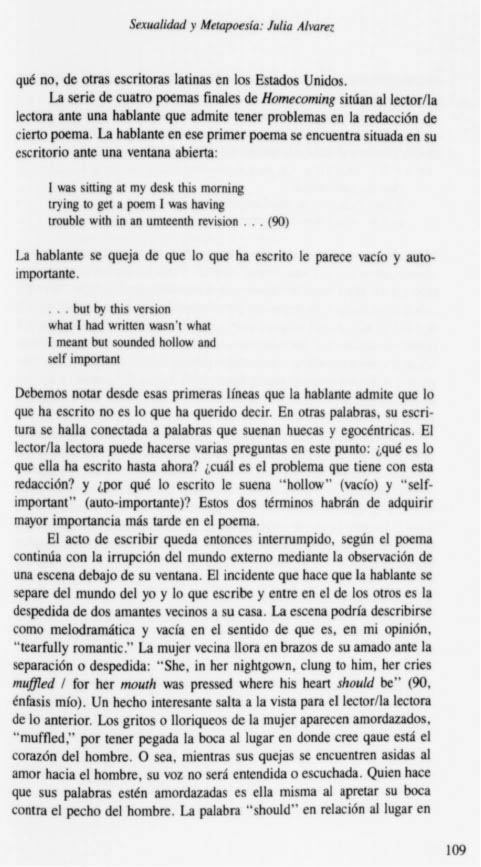 Sexualidad y Metapoesía: Julia Alvarez
qué no, de otras escritoras latinas en los Estados Unidos.
La serie de cuatro poemas finales de Homecoming sitúan al lector/la
lectora ante una hablante que admite tener problemas en la redacción de
cierto poema. La hablante en ese primer poema se encuentra situada en su
escritorio ante una ventana abierta:
I was sitting at my desk this morning
trying to get a poem I was having
trouble with in an umteenth revision . . . (90)
La hablante se queja de que lo que ha escrito le parece vacío y auto-
importante.
. . . but by this version
what I had written wasn't what
I meant but sounded hollow and
self important
Debemos notar desde esas primeras líneas que la hablante admite que lo
que ha escrito no es lo que ha querido decir. En otras palabras, su escri-
tura se halla conectada a palabras que suenan huecas y egocéntricas. El
lector/la lectora puede hacerse varias preguntas en este punto: ¿qué es lo
que ella ha escrito hasta ahora? ¿cuál es el problema que tiene con esta
redacción? y ¿por qué lo escrito le suena "hollow" (vacío) y "self-
important" (auto-importante)? Estos dos términos habrán de adquirir
mayor importancia más tarde en el poema.
El acto de escribir queda entonces interrumpido, según el poema
continúa con la irrupción del mundo externo mediante la observación de
una escena debajo de su ventana. El incidente que hace que la hablante se
separe del mundo del yo y lo que escribe y entre en el de los otros es la
despedida de dos amantes vecinos a su casa. La escena podría describirse
como melodramática y vacía en el sentido de que es, en mi opinión,
"tearfully romantic." La mujer vecina llora en brazos de su amado ante la
separación o despedida: "She, in her nightgown, clung to him, her cries
muffled / for her mouth was pressed where his heart should be" (90,
énfasis mío). Un hecho interesante salta a la vista para el lector/la lectora
de lo anterior. Los gritos o lloriqueos de la mujer aparecen amordazados,
"muffled," por tener pegada la boca al lugar en donde cree qaue está el
corazón del hombre. O sea, mientras sus quejas se encuentren asidas al
amor hacia el hombre, su voz no será entendida o escuchada. Quien hace
que sus palabras estén amordazadas es ella misma al apretar su boca
contra el pecho del hombre. La palabra "should" en relación al lugar en
109